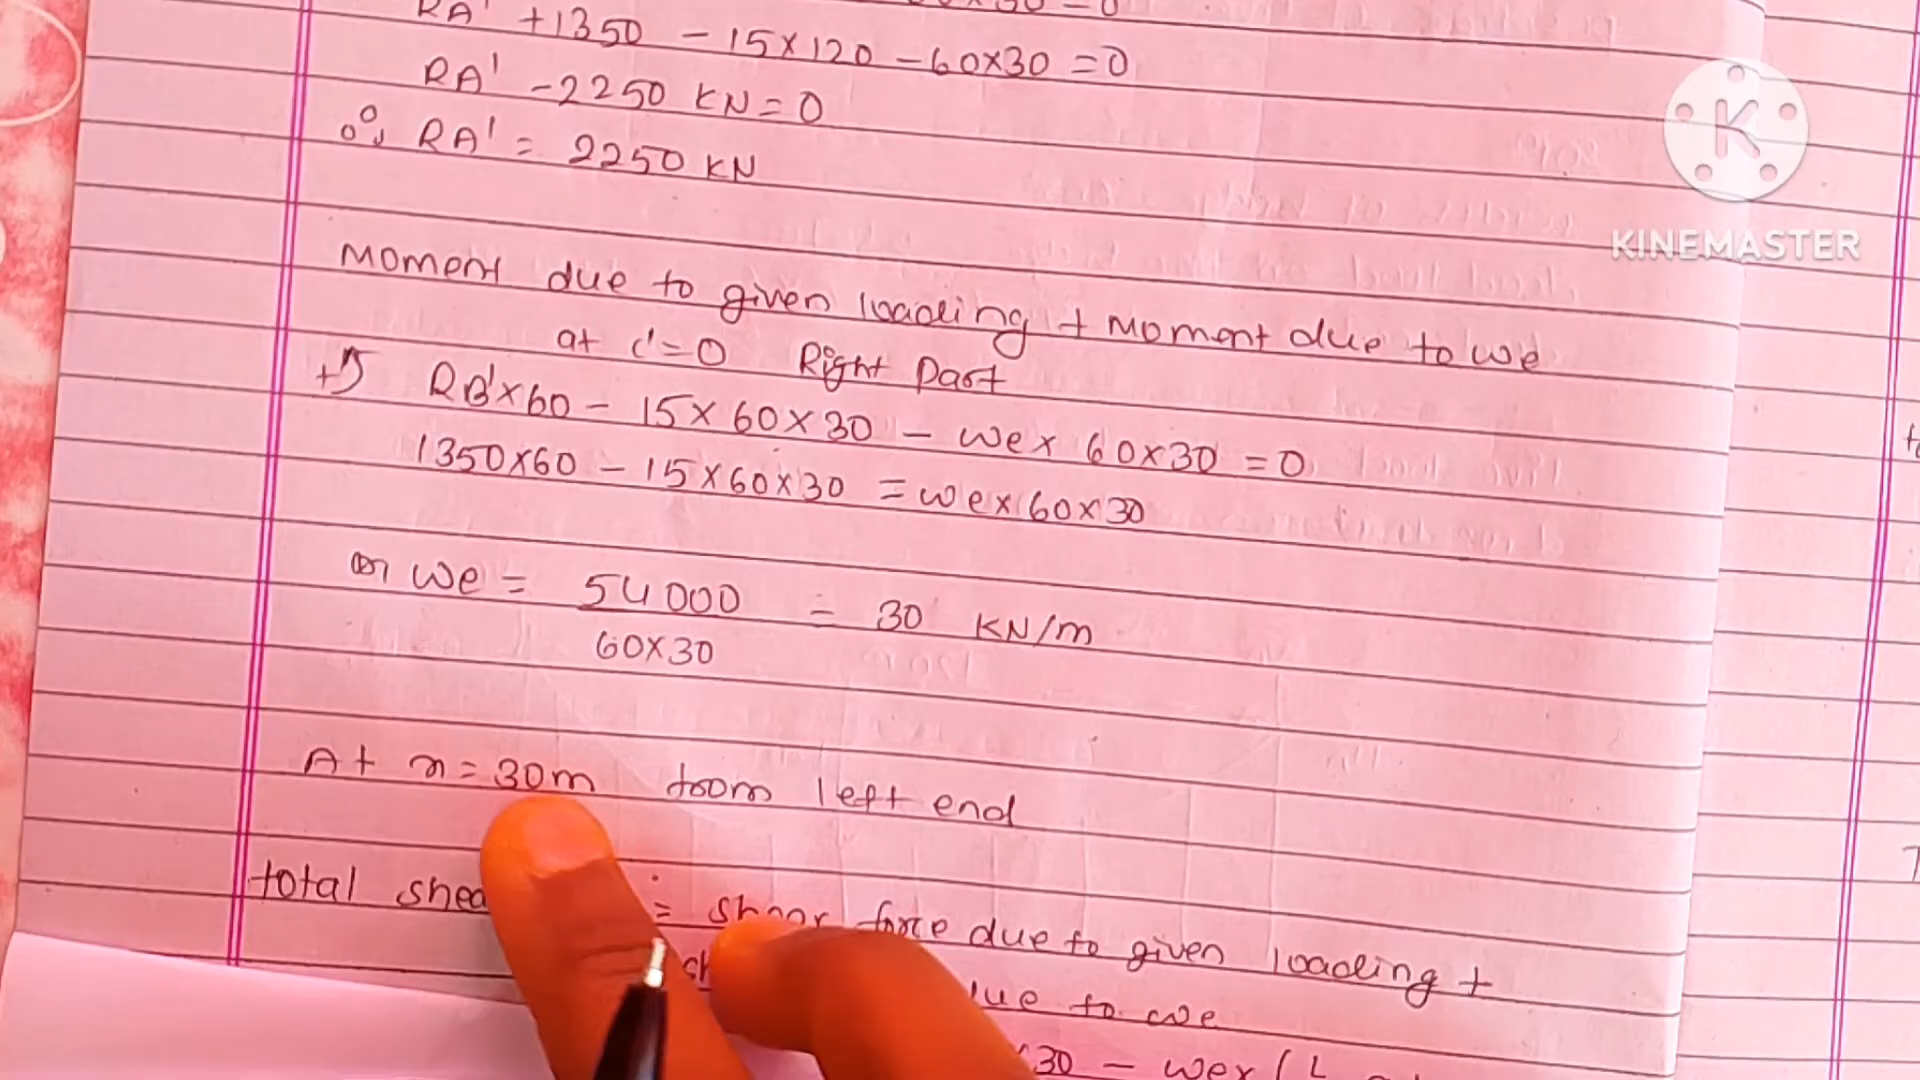 RA' +1350 -15×120 -60×30 =0
RA' -2250 KN=0
RA' = 2250 KN
K
KINEMASTER
Moment due to given loading + Moment due to we
at c'=0 Right Part
+ RB'×60 - 15×60×30 - we× 60×30 =0
1350×60 - 15×60×30 = we×60×30
or we = 54000 = 30 KN/m
60×30
At x=30m from left end
total = shear force due to given loading +
due to we
30 - we×(L